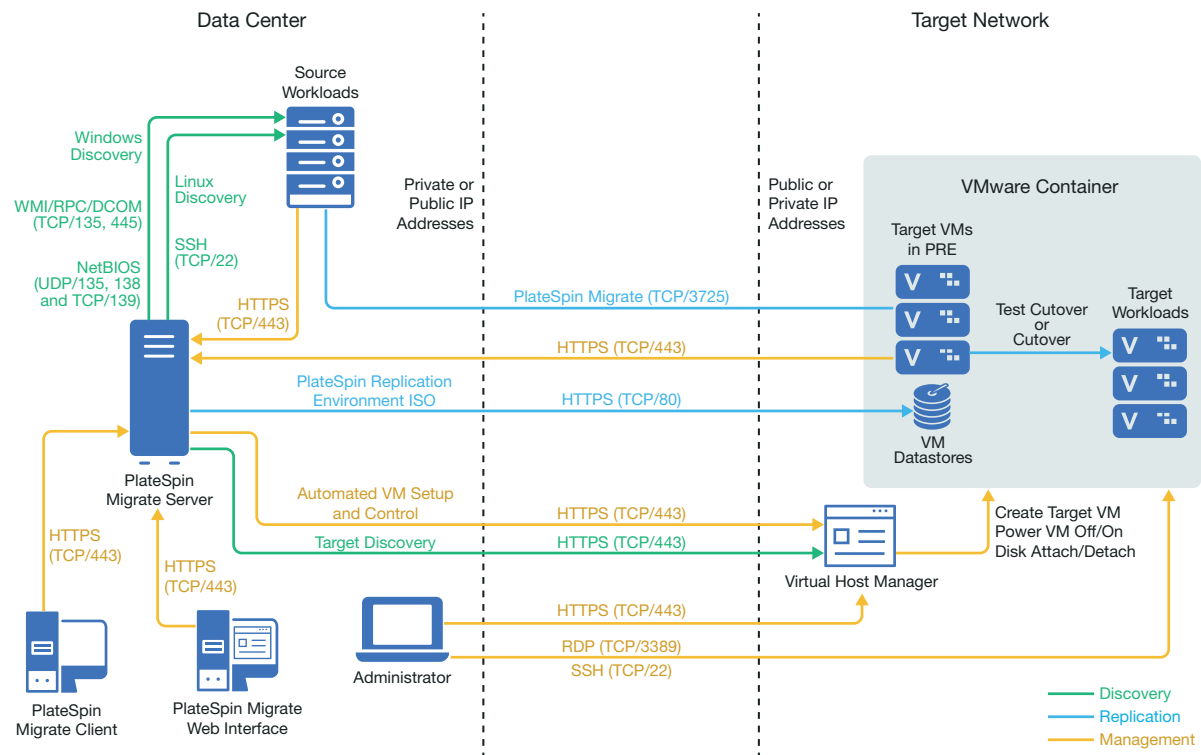 Data Center
Target Network
Source
Workloads
Windows
Discovery
Linux
Discovery
WMI/RPC/DCOM
(TCP/135, 445)
SSH
(TCP/22)
NetBIOS
(UDP/135, 138
and TCP/139)
HTTPS
(TCP/443)
Private or
Public IP
Addresses
Public or
Private IP
Addresses
VMware Container
Target VMs
in PRE
V
V
V
PlateSpin Migrate (TCP/3725)
HTTPS (TCP/443)
Test Cutover
or
Cutover
Target
Workloads
V
V
V
PlateSpin Replication
Environment ISO
HTTPS (TCP/80)
VM
Datastores
PlateSpin
Migrate Server
Automated VM Setup
and Control
HTTPS (TCP/443)
Target Discovery
HTTPS (TCP/443)
Virtual Host Manager
Create Target VM
Power VM Off/On
Disk Attach/Detach
HTTPS
(TCP/443)
HTTPS
(TCP/443)
HTTPS (TCP/443)
RDP (TCP/3389)
SSH (TCP/22)
Administrator
PlateSpin
Migrate Client
PlateSpin Migrate
Web Interface
Discovery
Replication
Management